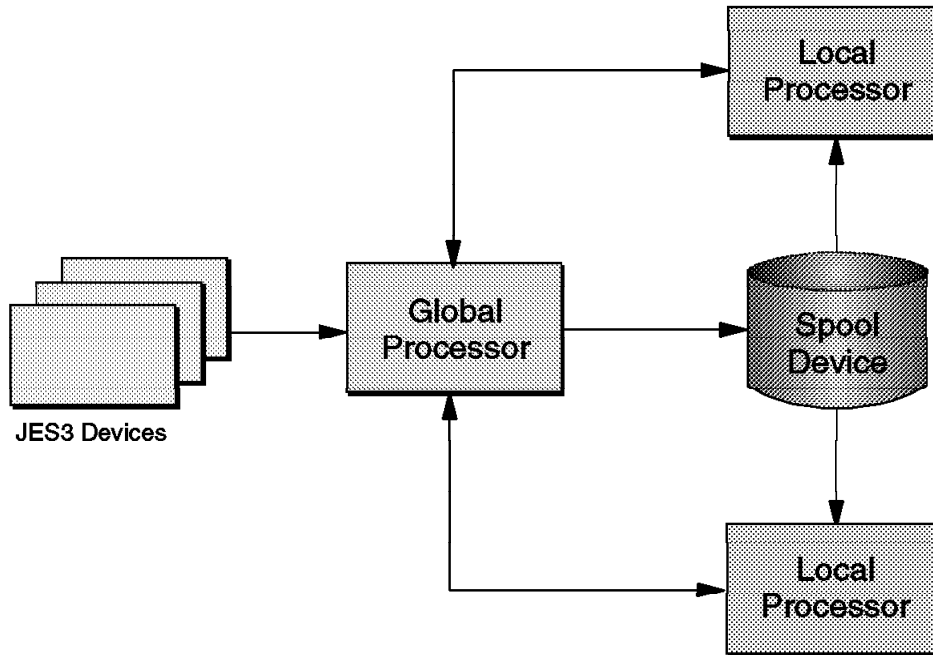 Local
Processor
Global
Processor
Spool
Device
JES3 Devices
Local
Processor